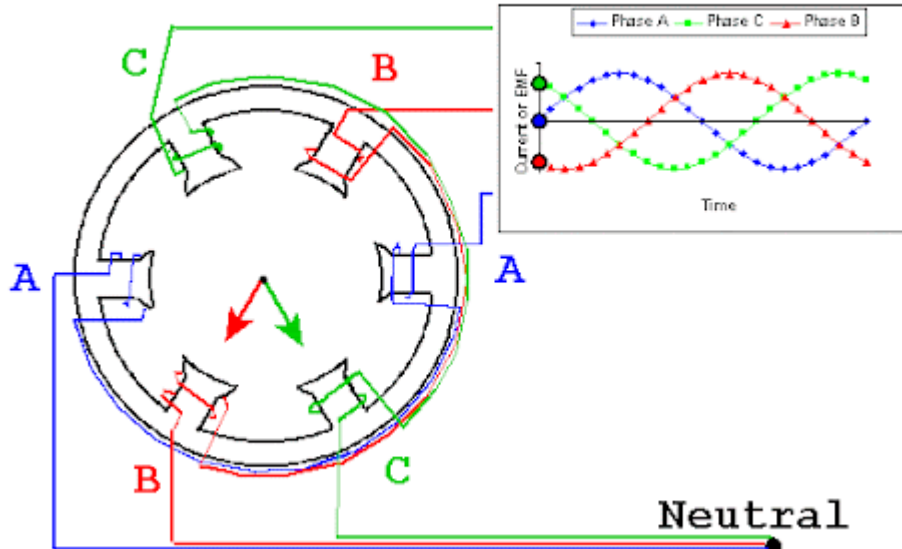 Phase A Phase C Phase B
C
B
Current or EMF
Time
A
A
B
C
Neutral